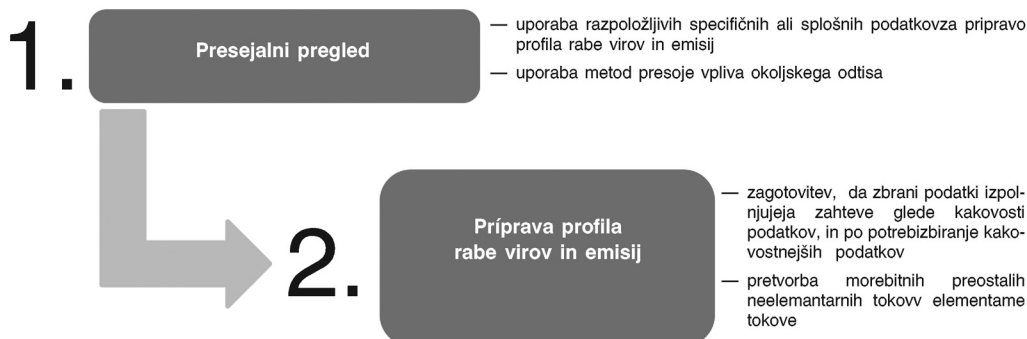 1.
Presejalni pregled
— uporaba razpoložljivih specifičnih ali splošnih podatkovza pripravo
profila rabe virov in emisij
— uporaba metod presoje vpliva okoljskega odtisa
2.
Príprava profila
rabe virov in emisij
— zagotovitev, da zbrani podatki izpol-
njujeja zahteve glede kakovosti
podatkov, in po potrebizbiranje kako-
vostnejših podatkov
— pretvorba morebitnih preostalih
neelemantarnih tokovv elementame
tokove